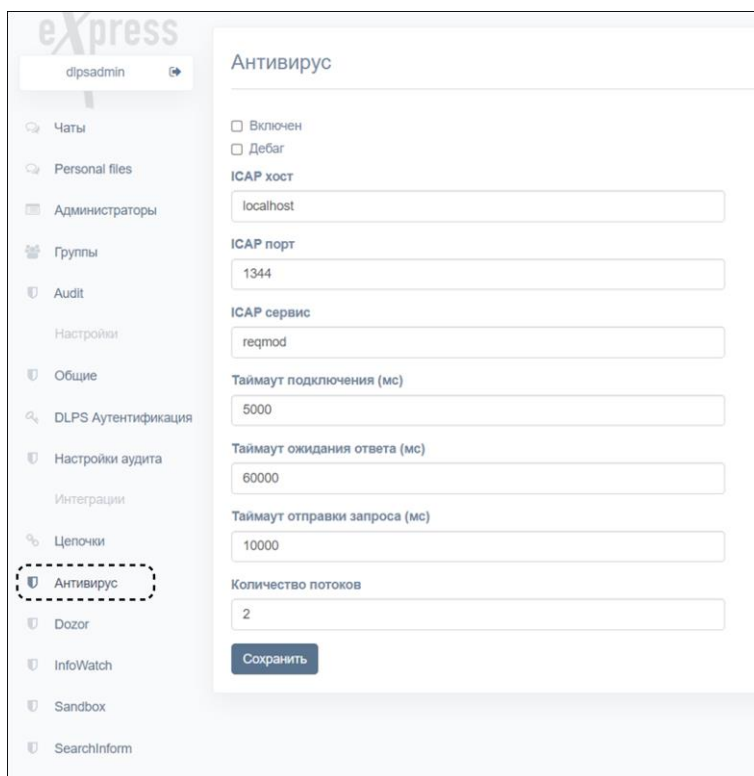 eXpress
dlpsadmin
Чаты
Personal files
Администраторы
Группы
Audit
Настройки
Общие
DLPS Аутентификация
Настройки аудита
Интеграции
Цепочки
Антивирус
Dozor
InfoWatch
Sandbox
SearchInform
Антивирус
Включен
Дебаг
ICAP хост
localhost
ICAP порт
1344
ICAP сервис
reqmod
Таймаут подключения (мс)
5000
Таймаут ожидания ответа (мс)
60000
Таймаут отправки запроса (мс)
10000
Количество потоков
2
Сохранить